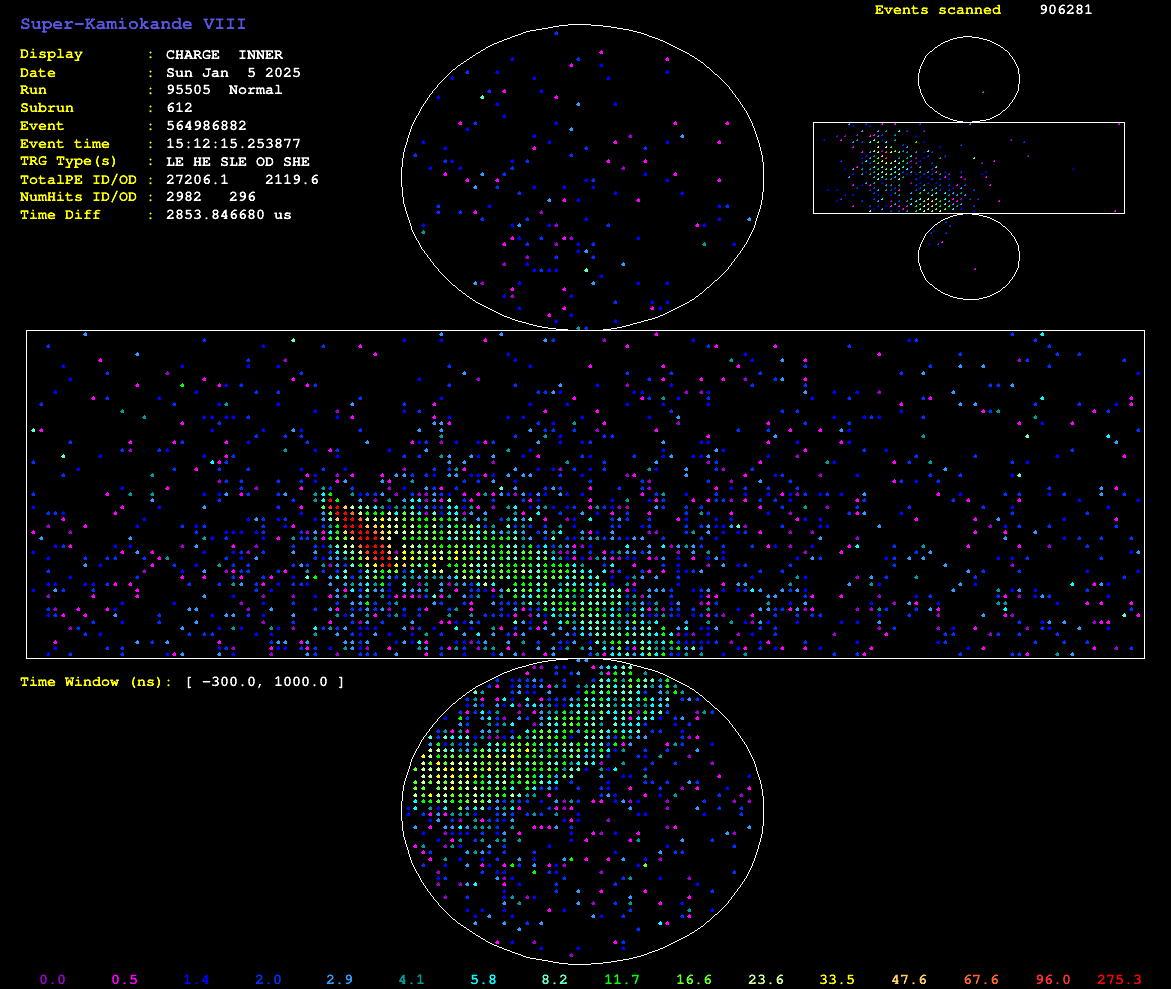 Super-Kamiokande VIII
Events scanned 906281
Display : CHARGE INNER
Date : Sun Jan 5 2025
Run : 95505 Normal
Subrun : 612
Event : 564986882
Event time : 15:12:15.253877
TRG Type(s) : LE HE SLE OD SHE
TotalPE ID/OD : 27206.1 2119.6
NumHits ID/OD : 2982 296
Time Diff : 2853.846680 us
Time Window (ns): [ -300.0, 1000.0 ]
0.0 0.5 1.4 2.0 2.9 4.1 5.8 8.2 11.7 16.6 23.6 33.5 47.6 67.6 96.0 275.3